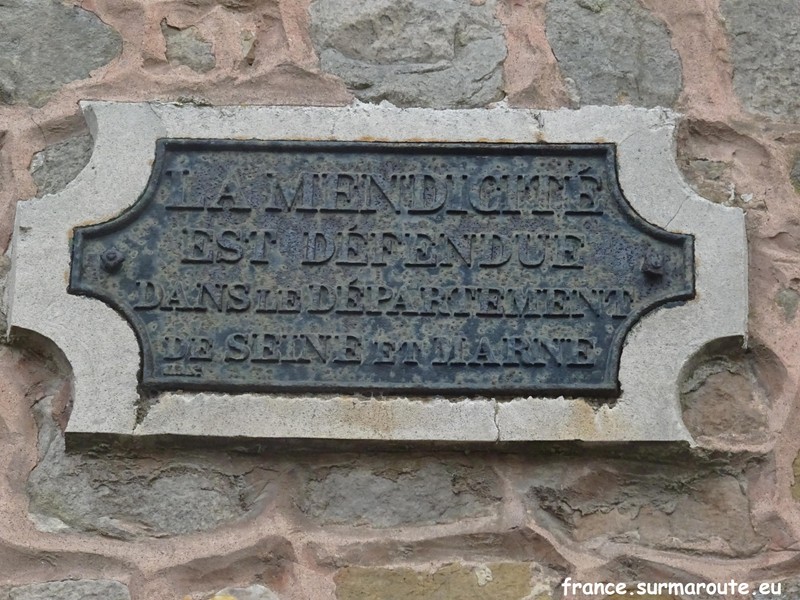 LA MENDICITÉ
EST DÉFENDUE
DANS LE DÉPARTEMENT
DE SEINE ET MARNE
france.surmaroute.eu